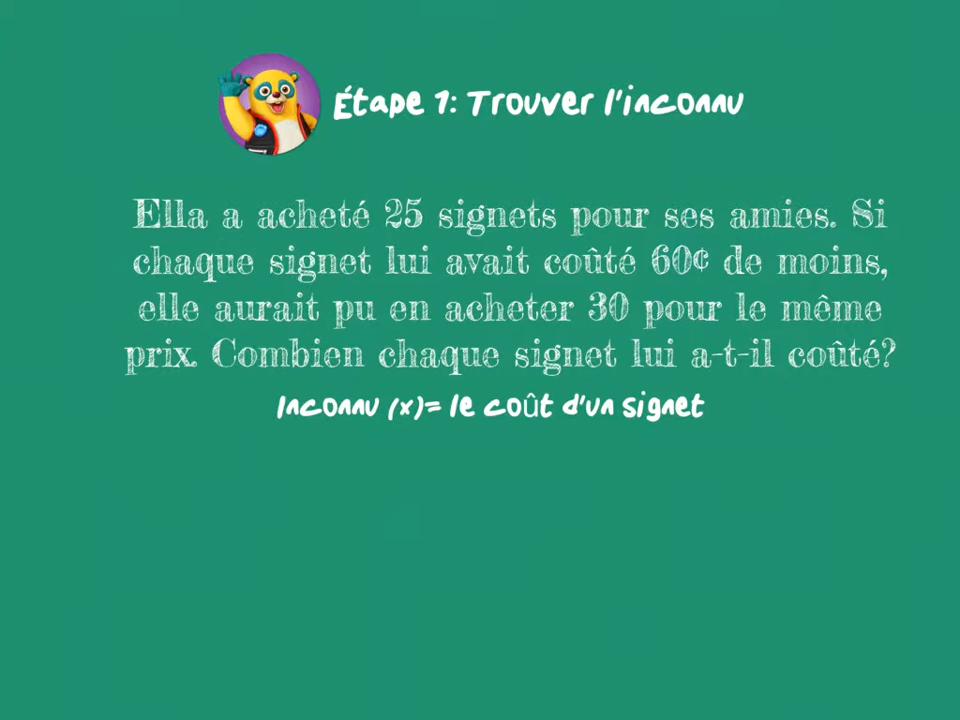 Étape 1: Trouver l'inconnu
Ella a acheté 25 signets pour ses amies. Si
chaque signet lui avait coûté 60¢ de moins,
elle aurait pu en acheter 30 pour le même
prix. Combien chaque signet lui a-t-il coûté?
Inconnu (x)= le coût d'un signet